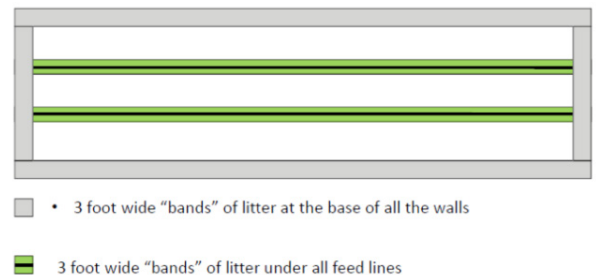 • 3 foot wide “bands” of litter at the base of all the walls
3 foot wide “bands” of litter under all feed lines